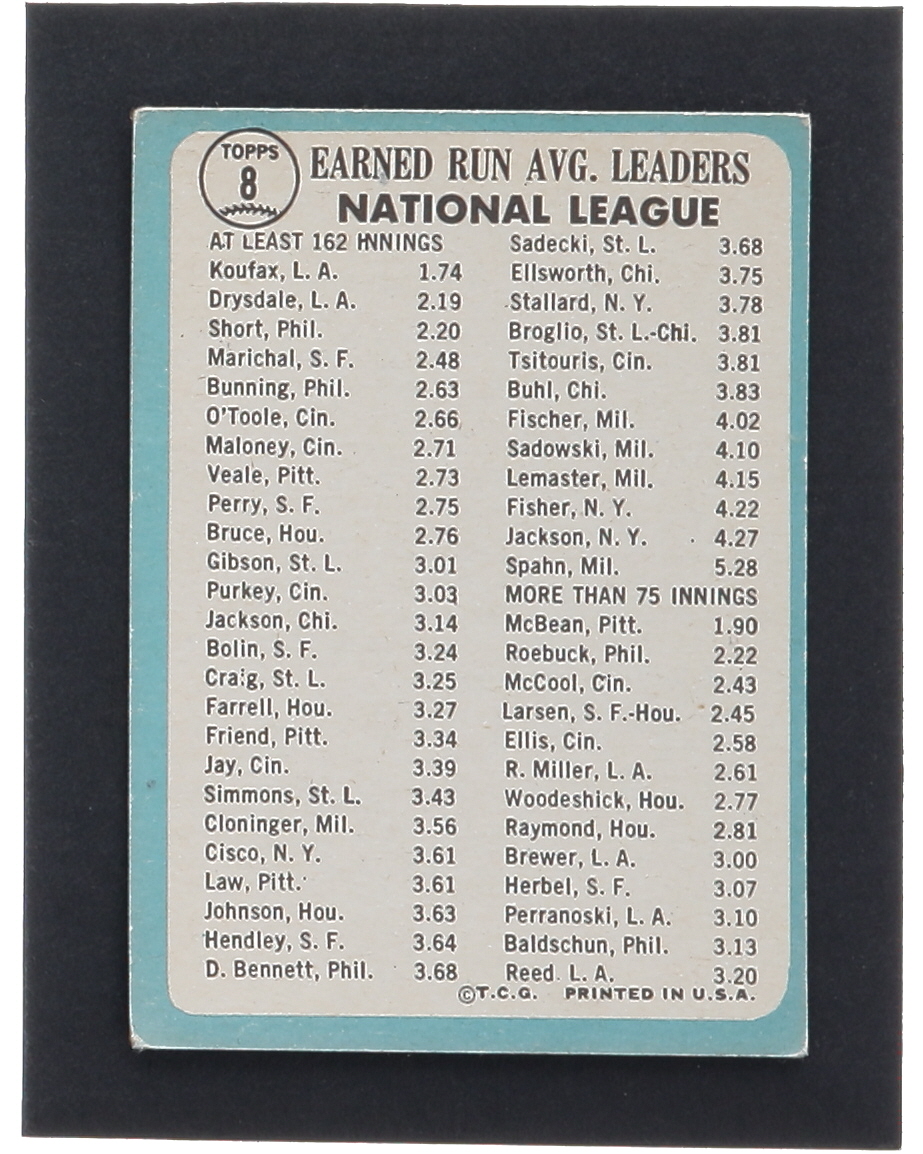 TOPPS
8
EARNED RUN AVG. LEADERS
NATIONAL LEAGUE
AT LEAST 162 INNINGS
Koufax, L. A. 1.74
Drysdale, L. A. 2.19
Short, Phil. 2.20
Marichal, S. F. 2.48
Bunning, Phil. 2.63
O'Toole, Cin. 2.66
Maloney, Cin. 2.71
Veale, Pitt. 2.73
Perry, S. F. 2.75
Bruce, Hou. 2.76
Gibson, St. L. 3.01
Purkey, Cin. 3.03
Jackson, Chi. 3.14
Bolin, S. F. 3.24
Craig, St. L. 3.25
Farrell, Hou. 3.27
Friend, Pitt. 3.34
Jay, Cin. 3.39
Simmons, St. L. 3.43
Cloninger, Mil. 3.56
Cisco, N. Y. 3.61
Law, Pitt. 3.61
Johnson, Hou. 3.63
Hendley, S. F. 3.64
D. Bennett, Phil. 3.68
Sadecki, St. L. 3.68
Ellsworth, Chi. 3.75
Stallard, N. Y. 3.78
Broglio, St. L.-Chi. 3.81
Tsitouris, Cin. 3.81
Buhl, Chi. 3.83
Fischer, Mil. 4.02
Sadowski, Mil. 4.10
Lemaster, Mil. 4.15
Fisher, N. Y. 4.22
Jackson, N. Y. 4.27
Spahn, Mil. 5.28
MORE THAN 75 INNINGS
McBean, Pitt. 1.90
Roebuck, Phil. 2.22
McCool, Cin. 2.43
Larsen, S. F.-Hou. 2.45
Ellis, Cin. 2.58
R. Miller, L. A. 2.61
Woodeshick, Hou. 2.77
Raymond, Hou. 2.81
Brewer, L. A. 3.00
Herbel, S. F. 3.07
Perranoski, L. A. 3.10
Baldschun, Phil. 3.13
Reed. L. A. 3.20
©T.C.G. PRINTED IN U.S.A.